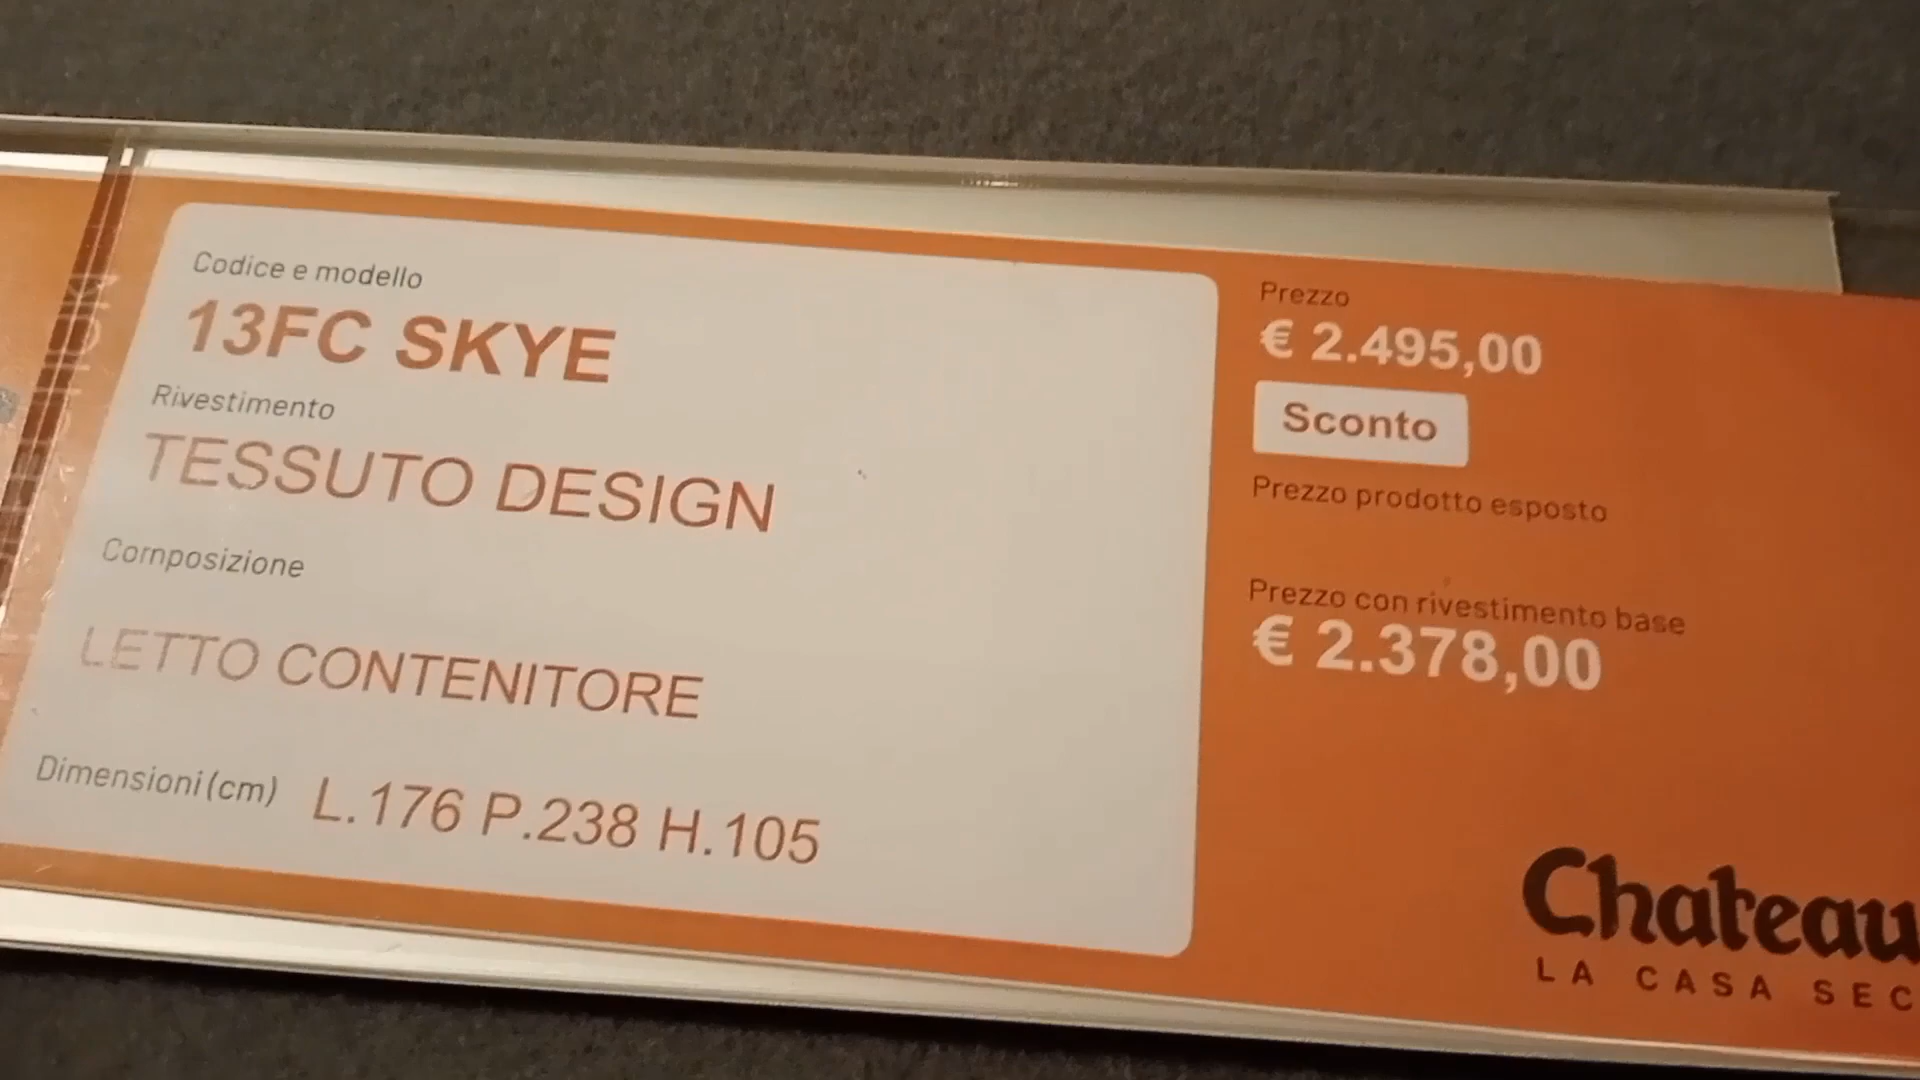 Codice e modello
13FC SKYE
Rivestimento
TESSUTO DESIGN
Composizione
LETTO CONTENITORE
Dimensioni (cm) L.176 P.238 H.105
Prezzo
€ 2.495,00
Sconto
Prezzo prodotto esposto
Prezzo con rivestimento base
€ 2.378,00
Chateau
LA CASA SEC